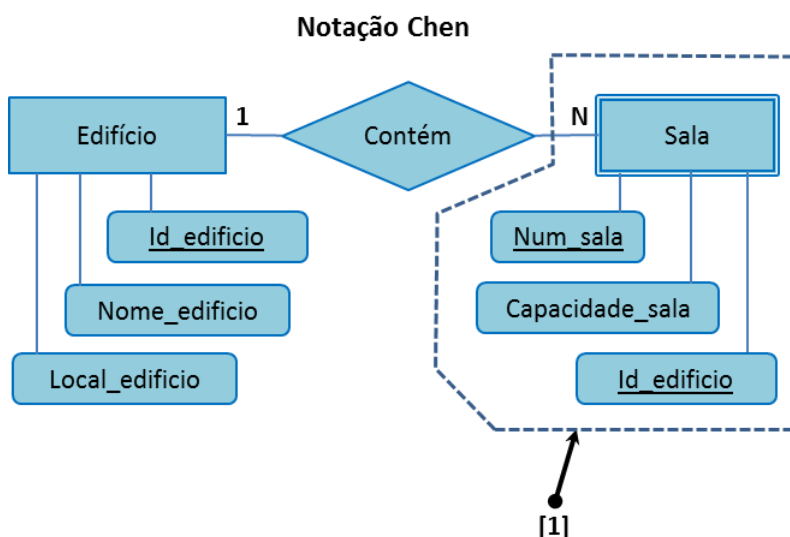 Notação Chen
Edifício
1
Contém
N
Sala
Id_edificio
Num_sala
Nome_edificio
Capacidade_sala
Local_edificio
Id_edificio
[1]